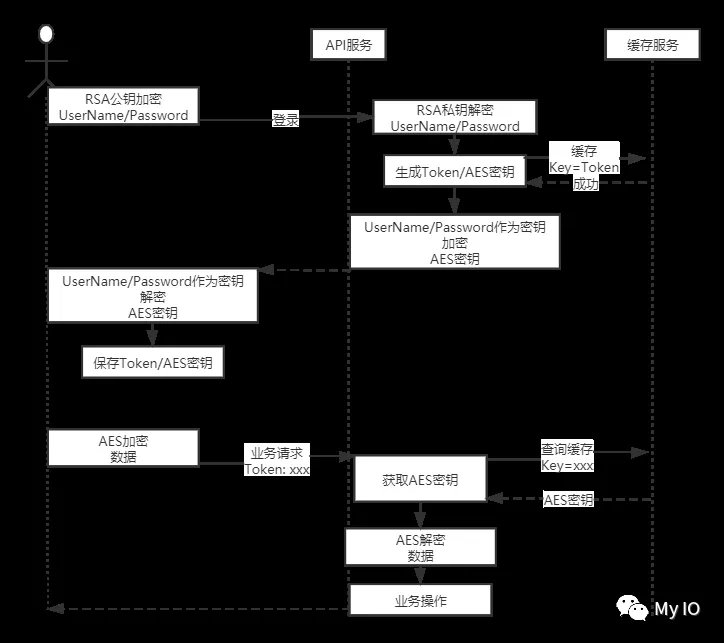 API服务
缓存服务
RSA公钥加密
UserName/Password
登录
RSA私钥解密
UserName/Password
生成Token/AES密钥
缓存
Key=Token
成功
UserName/Password作为密钥
加密
AES密钥
UserName/Password作为密钥
解密
AES密钥
保存Token/AES密钥
AES加密
数据
业务请求
Token: xxx
获取AES密钥
查询缓存
Key=xxx
AES密钥
AES解密
数据
业务操作
My IO